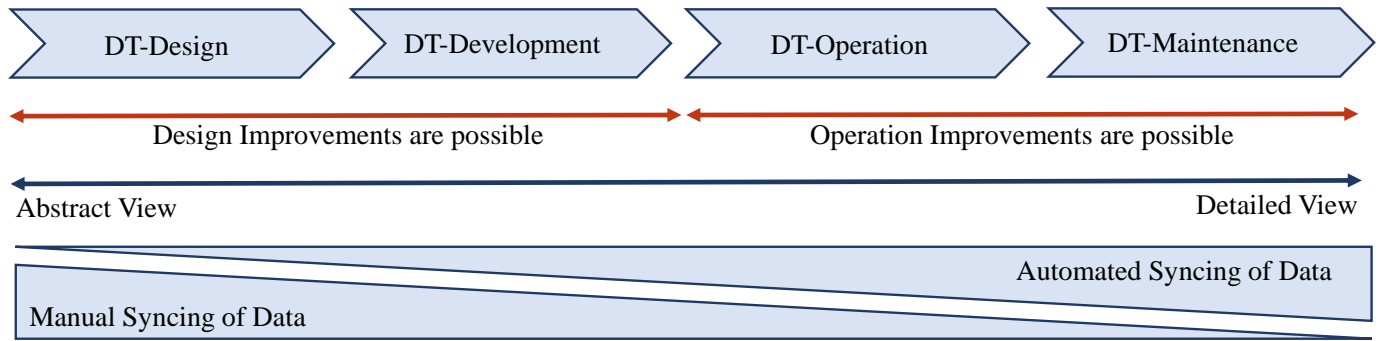 DT-Design
DT-Development
DT-Operation
DT-Maintenance
Design Improvements are possible
Operation Improvements are possible
Abstract View
Detailed View
Automated Syncing of Data
Manual Syncing of Data